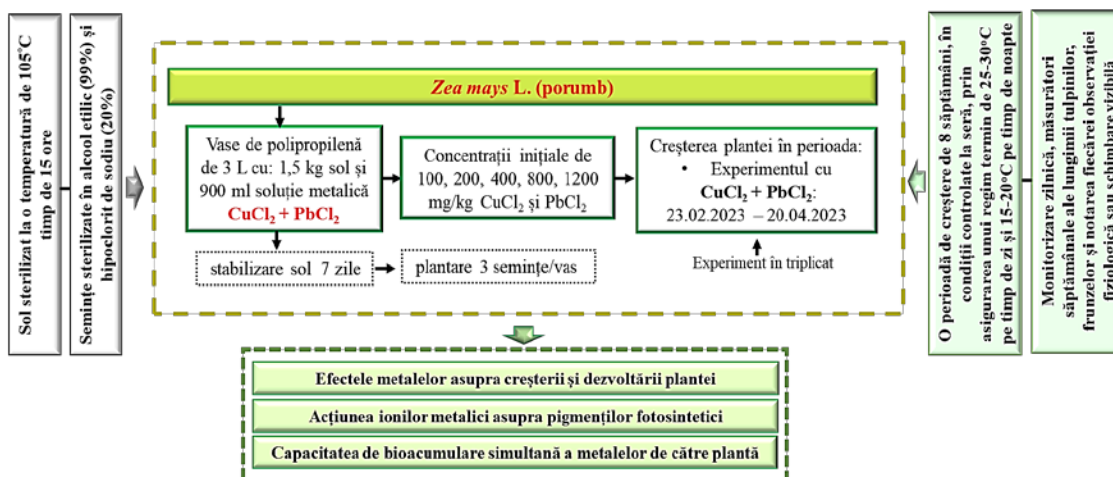 Sol sterilizat la o temperatură de 105°C
timp de 15 ore
Semințe sterilizate în alcool etilic (99%) și
hipoclorit de sodiu (20%)
Zea mays L. (porumb)
Vase de polipropilenă
de 3 L cu: 1,5 kg sol și
900 ml soluție metalică
CuCl₂ + PbCl₂
Concentrații inițiale de
100, 200, 400, 800, 1200
mg/kg CuCl₂ și PbCl₂
Creșterea plantei în perioada:
• Experimentul cu
CuCl₂ + PbCl₂:
23.02.2023 – 20.04.2023
stabilizare sol 7 zile
plantare 3 semințe/vas
Experiment în triplicat
O perioadă de creștere de 8 săptămâni, în
condiții controlate la seră, prin
asigurarea unui regim termin de 25-30°C
pe timp de zi și 15-20°C pe timp de noapte
Monitorizare zilnică, măsurători
săptămânale ale lungimii tulpinilor,
frunzelor și notarea fiecărei observației
fiziologică sau schimbare vizibilă
Efectele metalelor asupra creșterii și dezvoltării plantei
Acțiunea ionilor metalici asupra pigmenților fotosintetici
Capacitatea de bioacumulare simultană a metalelor de către plantă